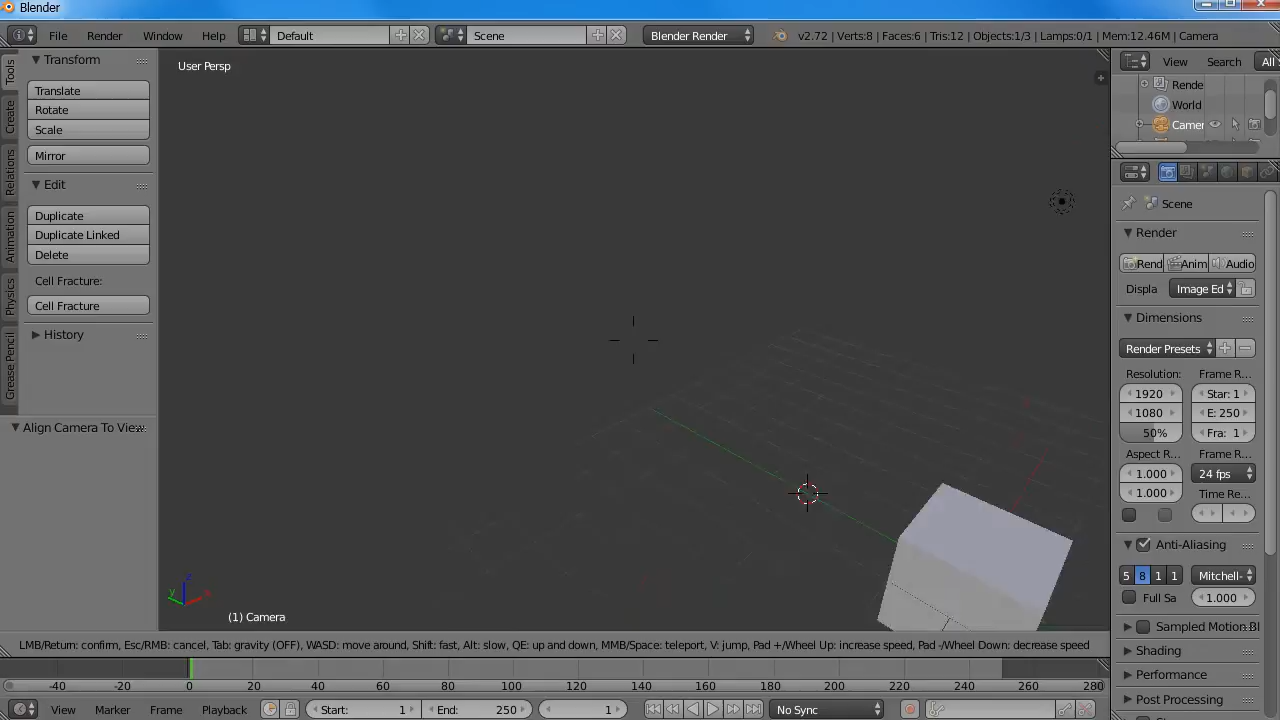 Blender
File Render Window Help Default Scene Blender Render v2.72 | Verts:8 | Faces:6 | Tris:12 | Objects:1/3 | Lamps:0/1 | Mem:12.46M | Camera
Tools
Create
Relations
Animation
Physics
Grease Pencil
Transform
Translate
Rotate
Scale
Mirror
Edit
Duplicate
Duplicate Linked
Delete
Cell Fracture:
Cell Fracture
History
Align Camera To View
User Persp
z
y
x
(1) Camera
LMB/Return: confirm, Esc/RMB: cancel, Tab: gravity (OFF), WASD: move around, Shift: fast, Alt: slow, QE: up and down, MMB/Space: teleport, V: jump, Pad +/Wheel Up: increase speed, Pad -/Wheel Down: decrease speed
View Search All
Rende
World
Camer
Scene
Render
Rend Anim Audio
Displa Image Ed
Dimensions
Render Presets
Resolution: Frame R...
1920 Star: 1
1080 E: 250
50% Fra: 1
Aspect R... Frame R...
1.000 24 fps
1.000 Time Re...
Anti-Aliasing
5 8 1 1 Mitchell-
Full Sa 1.000
Sampled Motion Bl
Shading
Performance
Post Processing
-40 -20 0 20 40 60 80 100 120 140 160 180 200 220 240 260 280
View Marker Frame Playback Start: 1 End: 250 1 No Sync